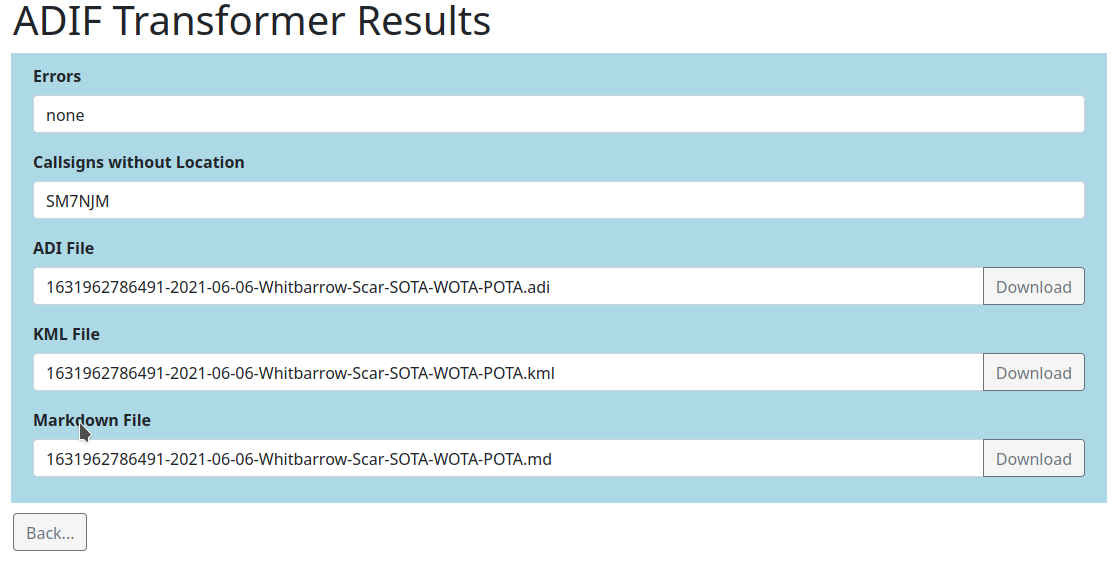 ADIF Transformer Results
Errors
none
Callsigns without Location
SM7NJM
ADI File
1631962786491-2021-06-06-Whitbarrow-Scar-SOTA-WOTA-POTA.adi Download
KML File
1631962786491-2021-06-06-Whitbarrow-Scar-SOTA-WOTA-POTA.kml Download
Markdown File
1631962786491-2021-06-06-Whitbarrow-Scar-SOTA-WOTA-POTA.md Download
Back...